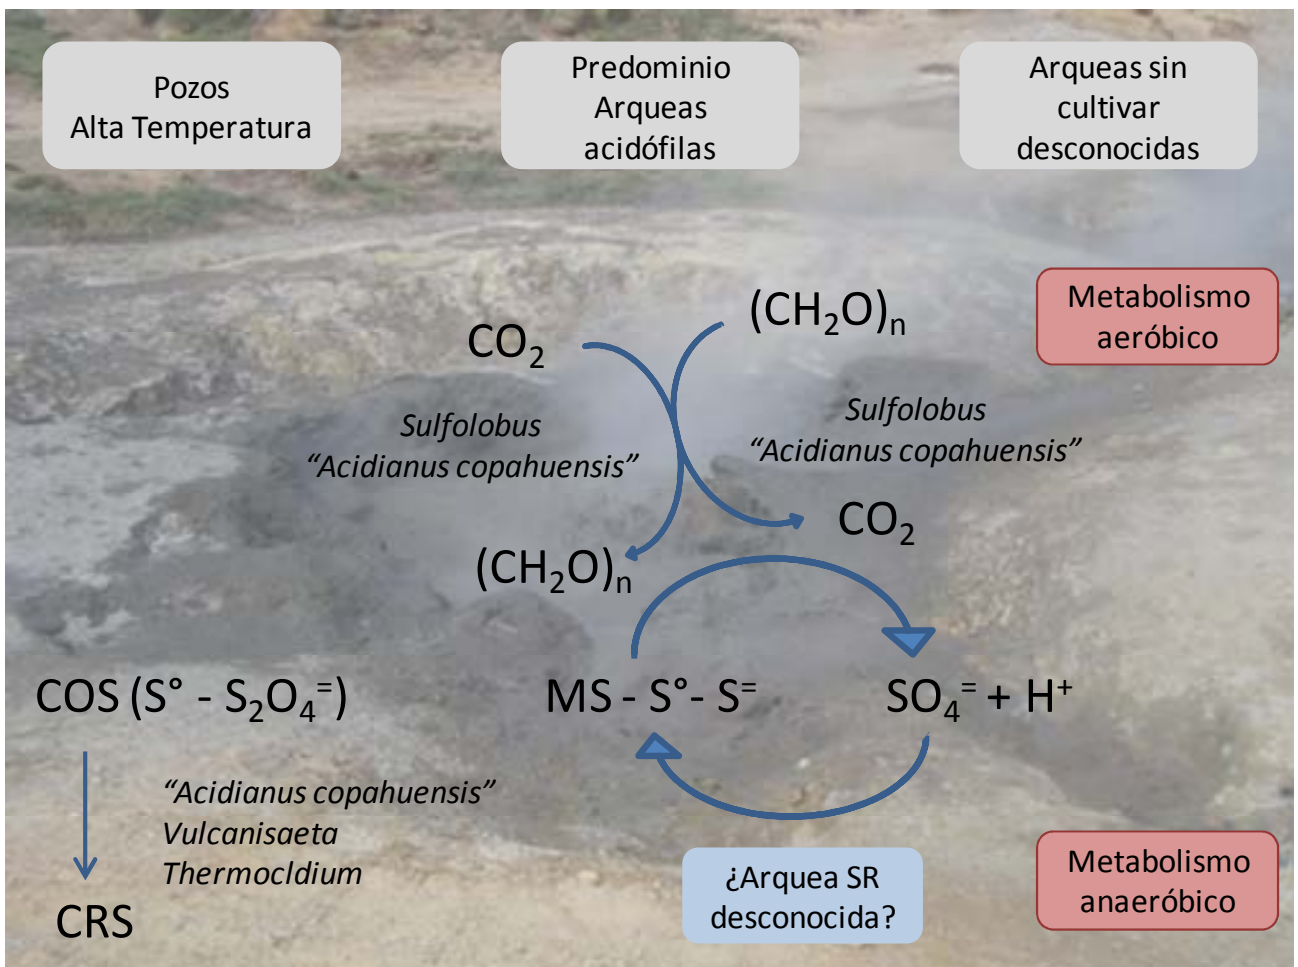 Pozos
Alta Temperatura
Predominio
Arqueas
acidófilas
Arqueas sin
cultivar
desconocidas
Metabolismo
aeróbico
(CH₂O)ₙ
CO₂
Sulfolobus
“Acidianus copahuensis”
Sulfolobus
“Acidianus copahuensis”
CO₂
(CH₂O)ₙ
COS (S° - S₂O₄⁼)
MS - S°- S⁼
SO₄⁼ + H⁺
“Acidianus copahuensis”
Vulcanisaeta
Thermocldium
CRS
¿Arquea SR
desconocida?
Metabolismo
anaeróbico